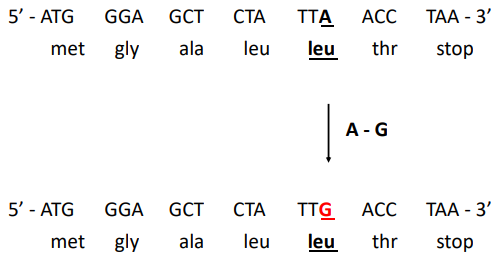 5’ - ATG GGA GCT CTA TTA ACC TAA - 3’
met gly ala leu leu thr stop
A - G
5’ - ATG GGA GCT CTA TTG ACC TAA - 3’
met gly ala leu leu thr stop